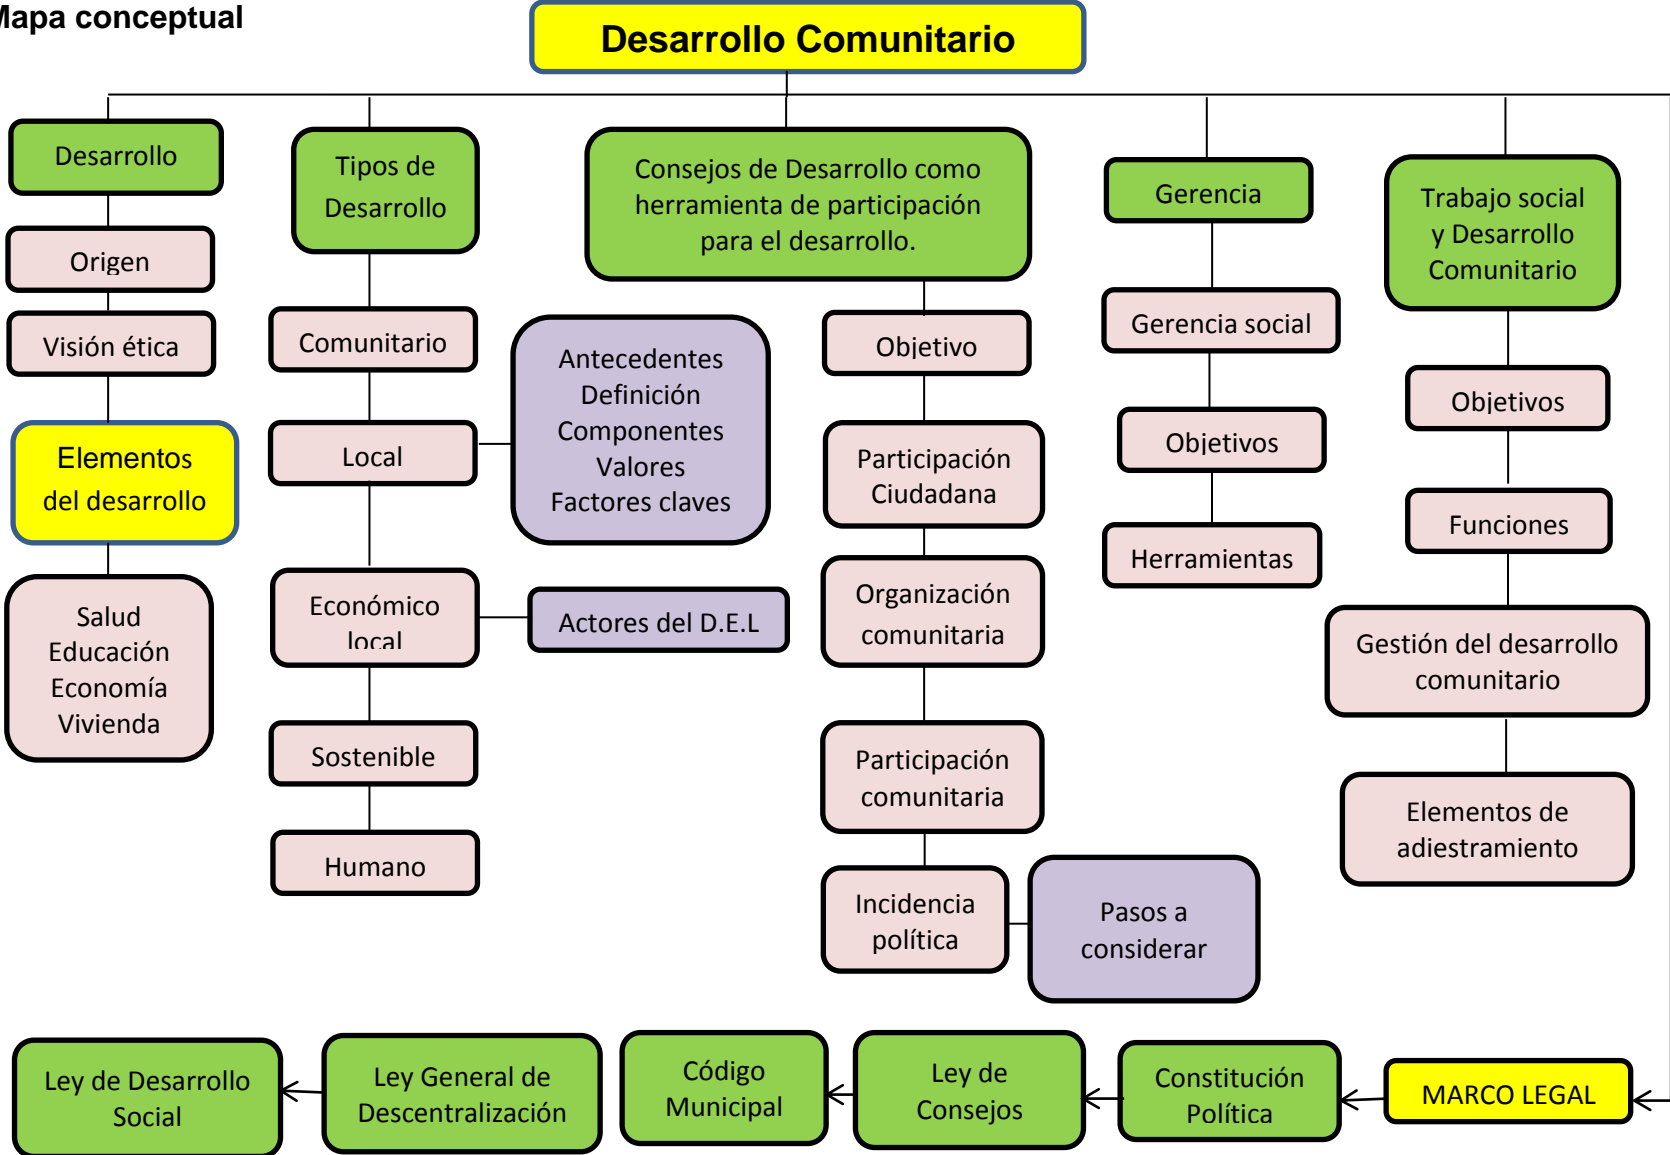 Mapa conceptual
Desarrollo Comunitario
Desarrollo
Origen
Visión ética
Elementos
del desarrollo
Salud
Educación
Economía
Vivienda
Tipos de
Desarrollo
Comunitario
Local
Antecedentes
Definición
Componentes
Valores
Factores claves
Económico
local
Actores del D.E.L
Sostenible
Humano
Consejos de Desarrollo como
herramienta de participación
para el desarrollo.
Objetivo
Participación
Ciudadana
Organización
comunitaria
Participación
comunitaria
Incidencia
política
Pasos a
considerar
Gerencia
Gerencia social
Objetivos
Herramientas
Trabajo social
y Desarrollo
Comunitario
Objetivos
Funciones
Gestión del desarrollo
comunitario
Elementos de
adiestramiento
Ley de Desarrollo
Social
Ley General de
Descentralización
Código
Municipal
Ley de
Consejos
Constitución
Política
MARCO LEGAL